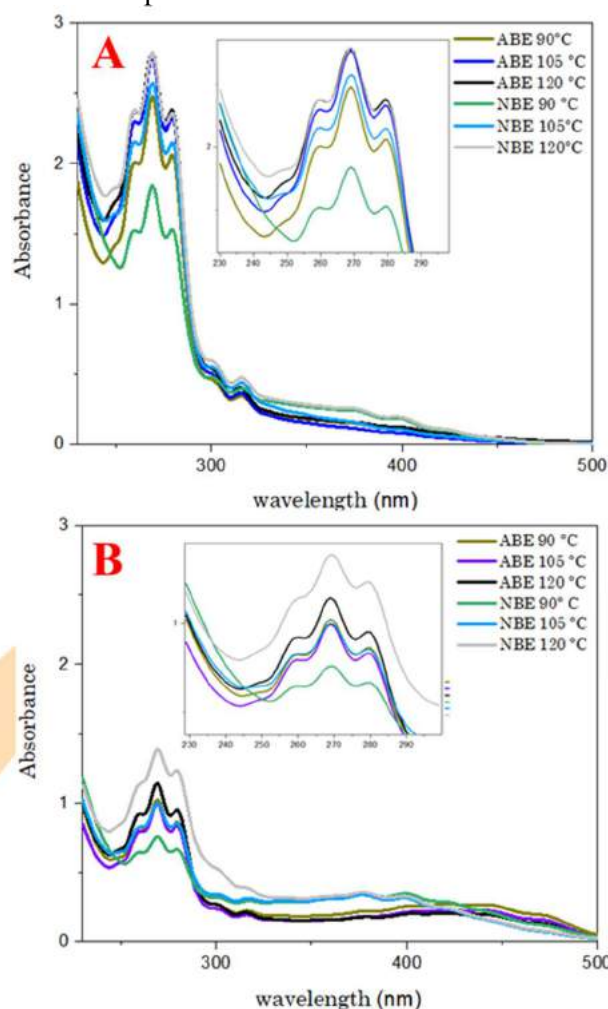 A
ABE 90°C
ABE 105 °C
ABE 120 °C
NBE 90 °C
NBE 105°C
NBE 120°C
3
2
1
0
Absorbance
2
230 240 250 260 270 280 290
300 400 500
wavelength (nm)
B
ABE 90 °C
ABE 105 °C
ABE 120 °C
NBE 90° C
NBE 105 °C
NBE 120 °C
3
2
1
0
Absorbance
1
230 240 250 260 270 280 290
300 400 500
wavelength (nm)